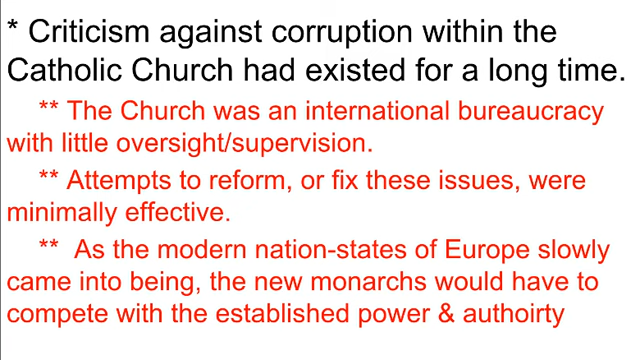 * Criticism against corruption within the
Catholic Church had existed for a long time.
** The Church was an international bureaucracy
with little oversight/supervision.
** Attempts to reform, or fix these issues, were
minimally effective.
** As the modern nation-states of Europe slowly
came into being, the new monarchs would have to
compete with the established power & authoirty